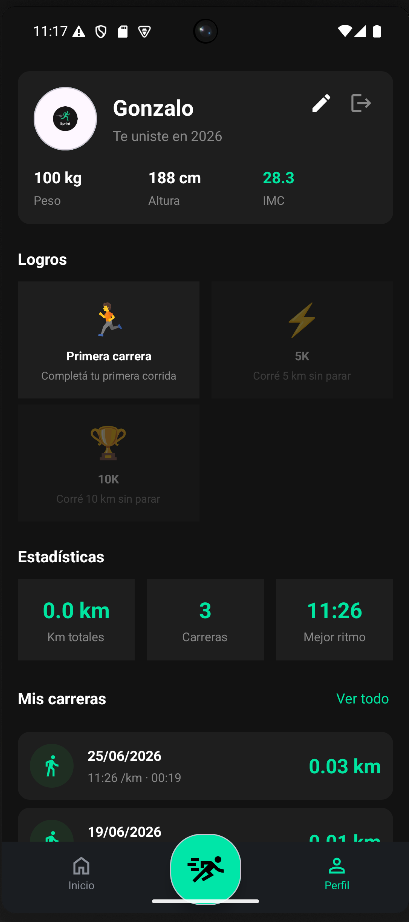 11:17
Gonzalo
Te uniste en 2026
100 kg
188 cm
28.3
Peso
Altura
IMC
Logros
Primera carrera
Completá tu primera corrida
5K
Corré 5 km sin parar
10K
Corré 10 km sin parar
Estadísticas
0.0 km
3
11:26
Km totales
Carreras
Mejor ritmo
Mis carreras
Ver todo
25/06/2026
11:26 /km · 00:19
0.03 km
19/06/2026
0.01 km
Inicio
Perfil